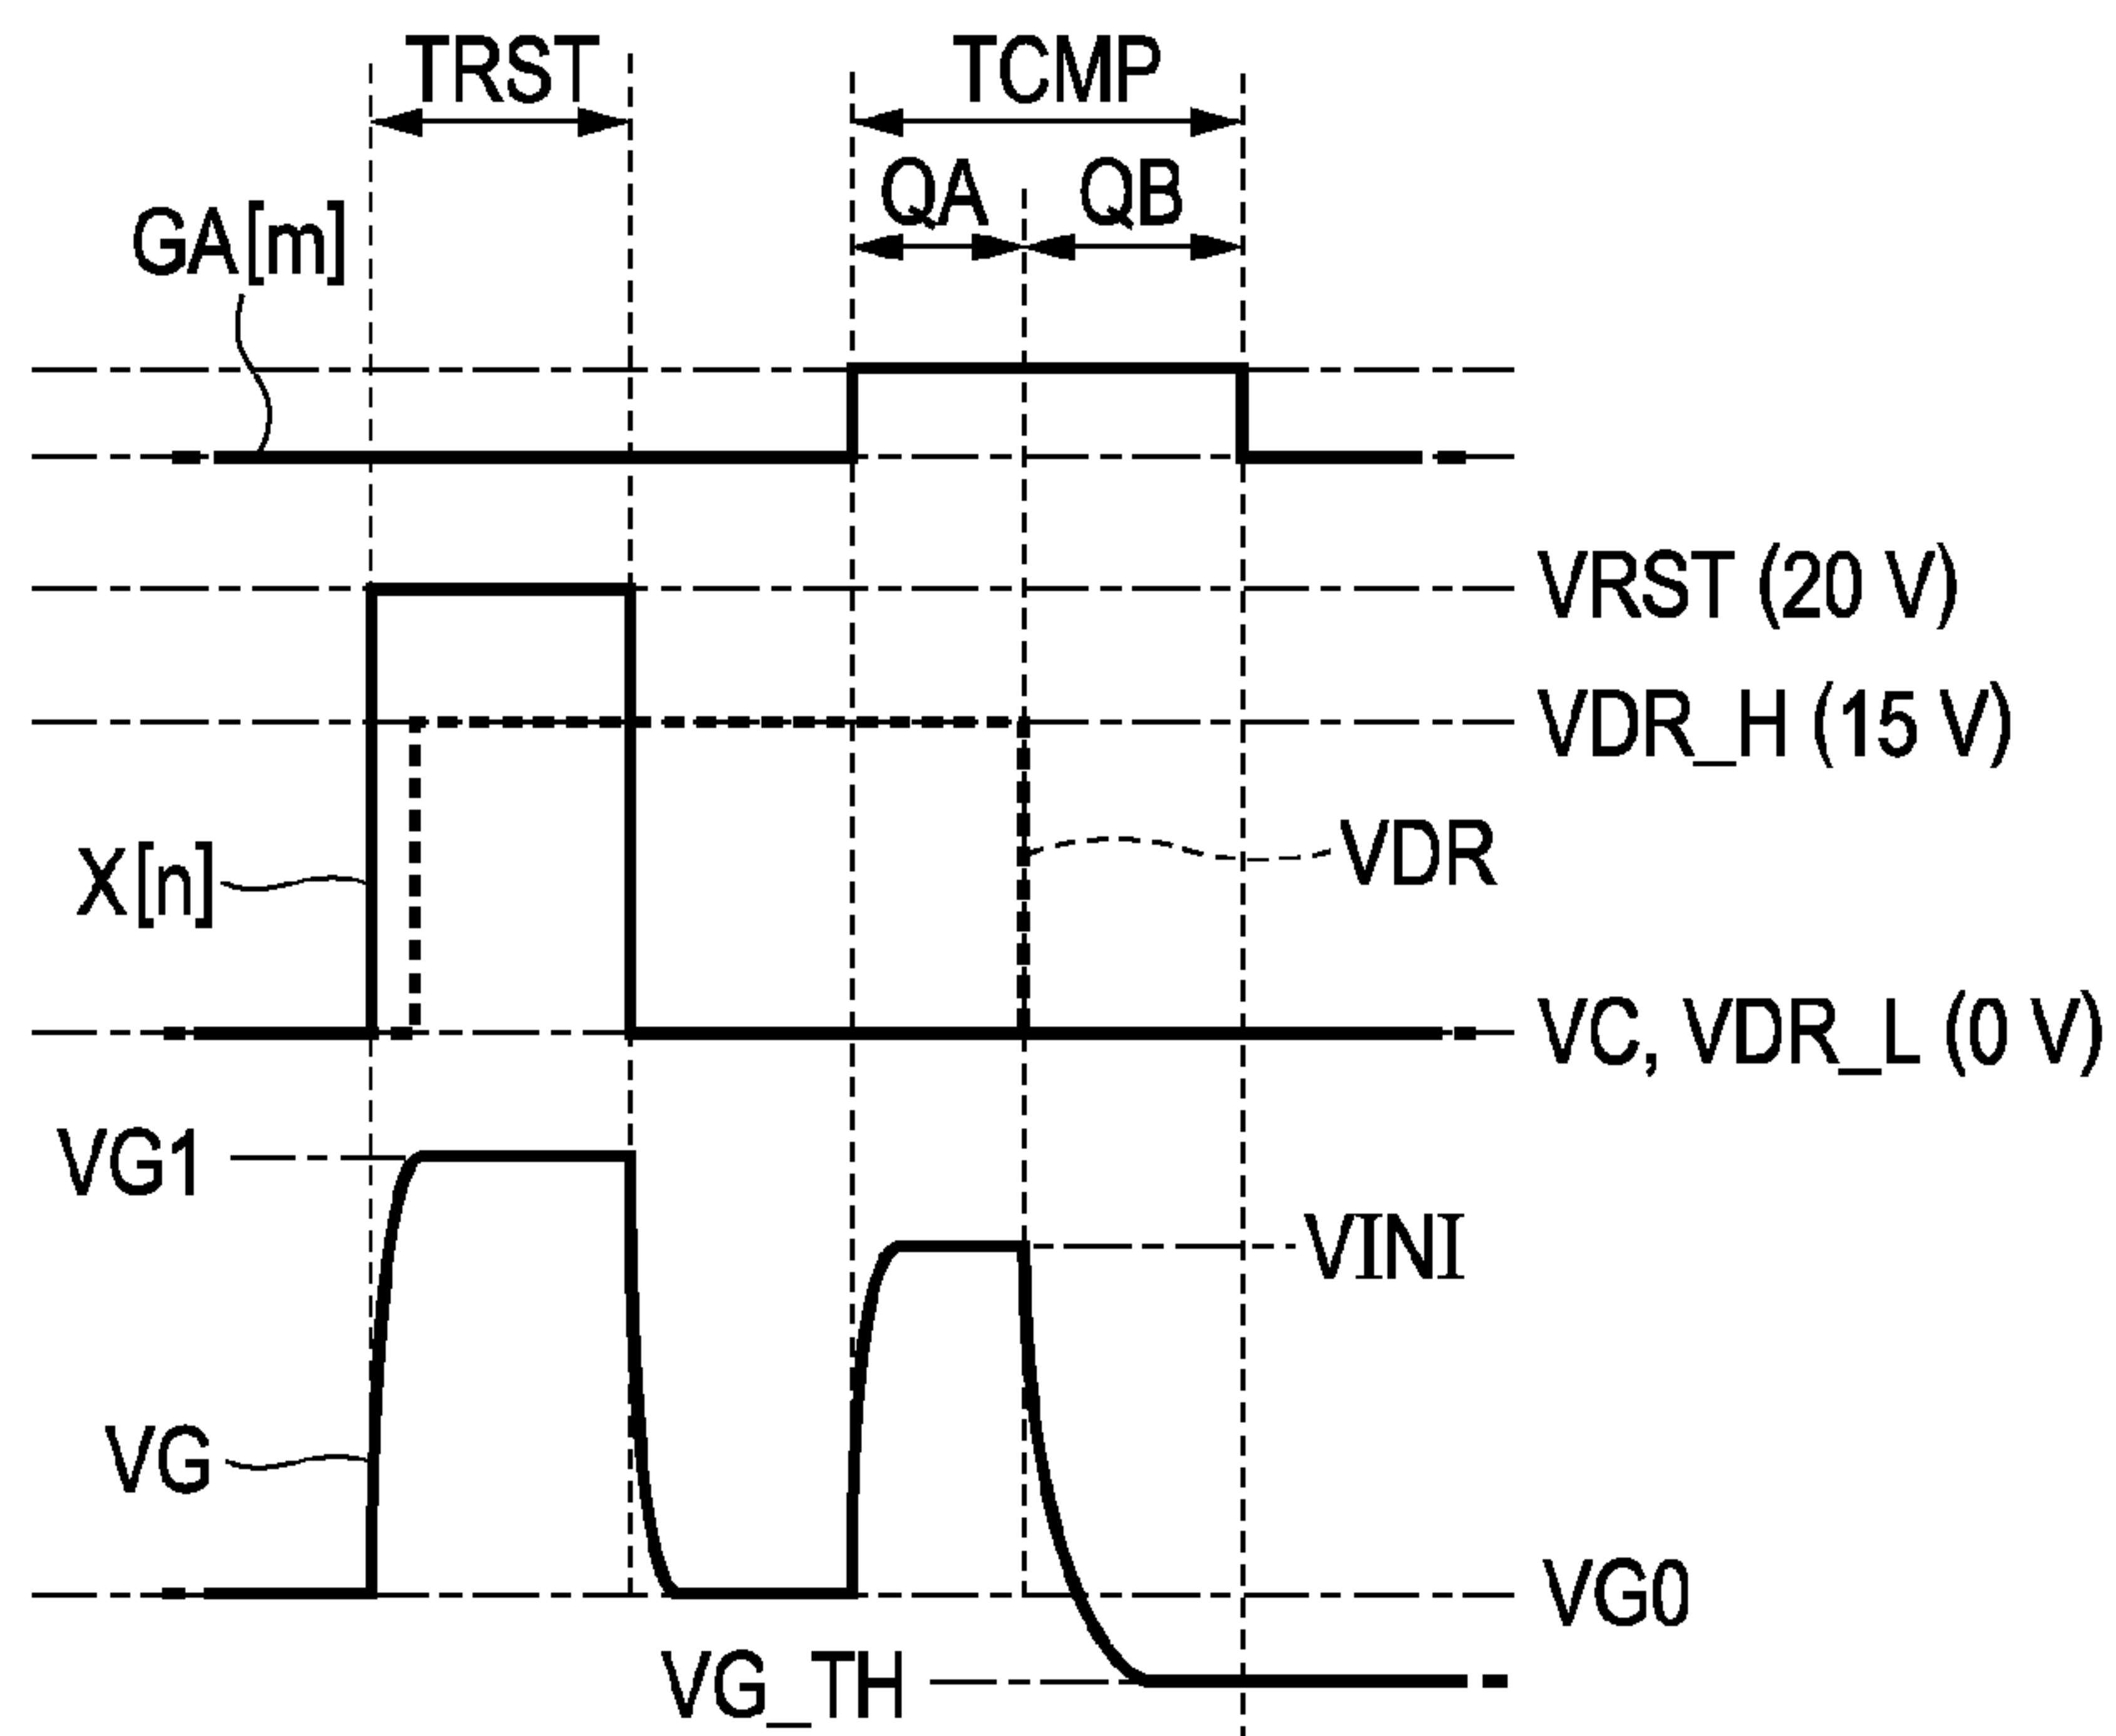 TRST
TCMP
QA
QB
GA[m]
VRST (20 V)
VDR_H (15 V)
X[n]
VDR
VC, VDR_L (0 V)
VG1
VINI
VG
VG0
VG_TH